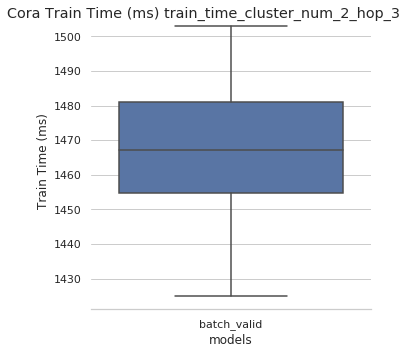 Cora Train Time (ms) train_time_cluster_num_2_hop_3
1500
1490
1480
1470
1460
1450
1440
1430
Train Time (ms)
batch_valid
models